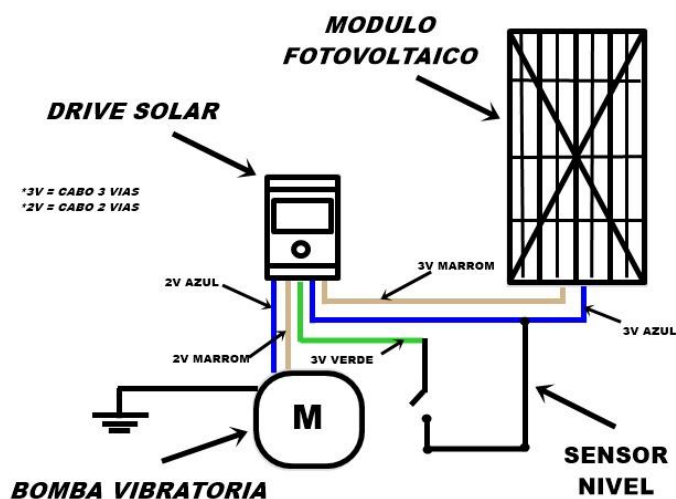 MODULO
FOTOVOLTAICO
DRIVE SOLAR
*3V = CABO 3 VIAS
*2V = CABO 2 VIAS
2V AZUL
3V MARROM
3V AZUL
2V MARROM
3V VERDE
M
SENSOR
NIVEL
BOMBA VIBRATORIA